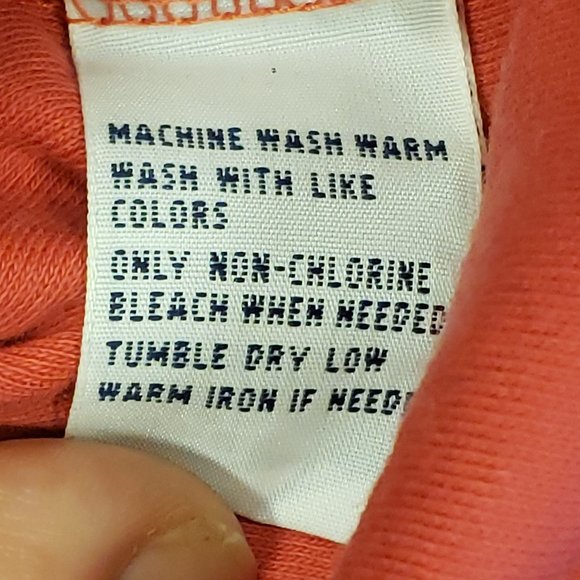 MACHINE WASH WARM
WASH WITH LIKE
COLORS
ONLY NON-CHLORINE
BLEACH WHEN NEEDED
TUMBLE DRY LOW
WARM IRON IF